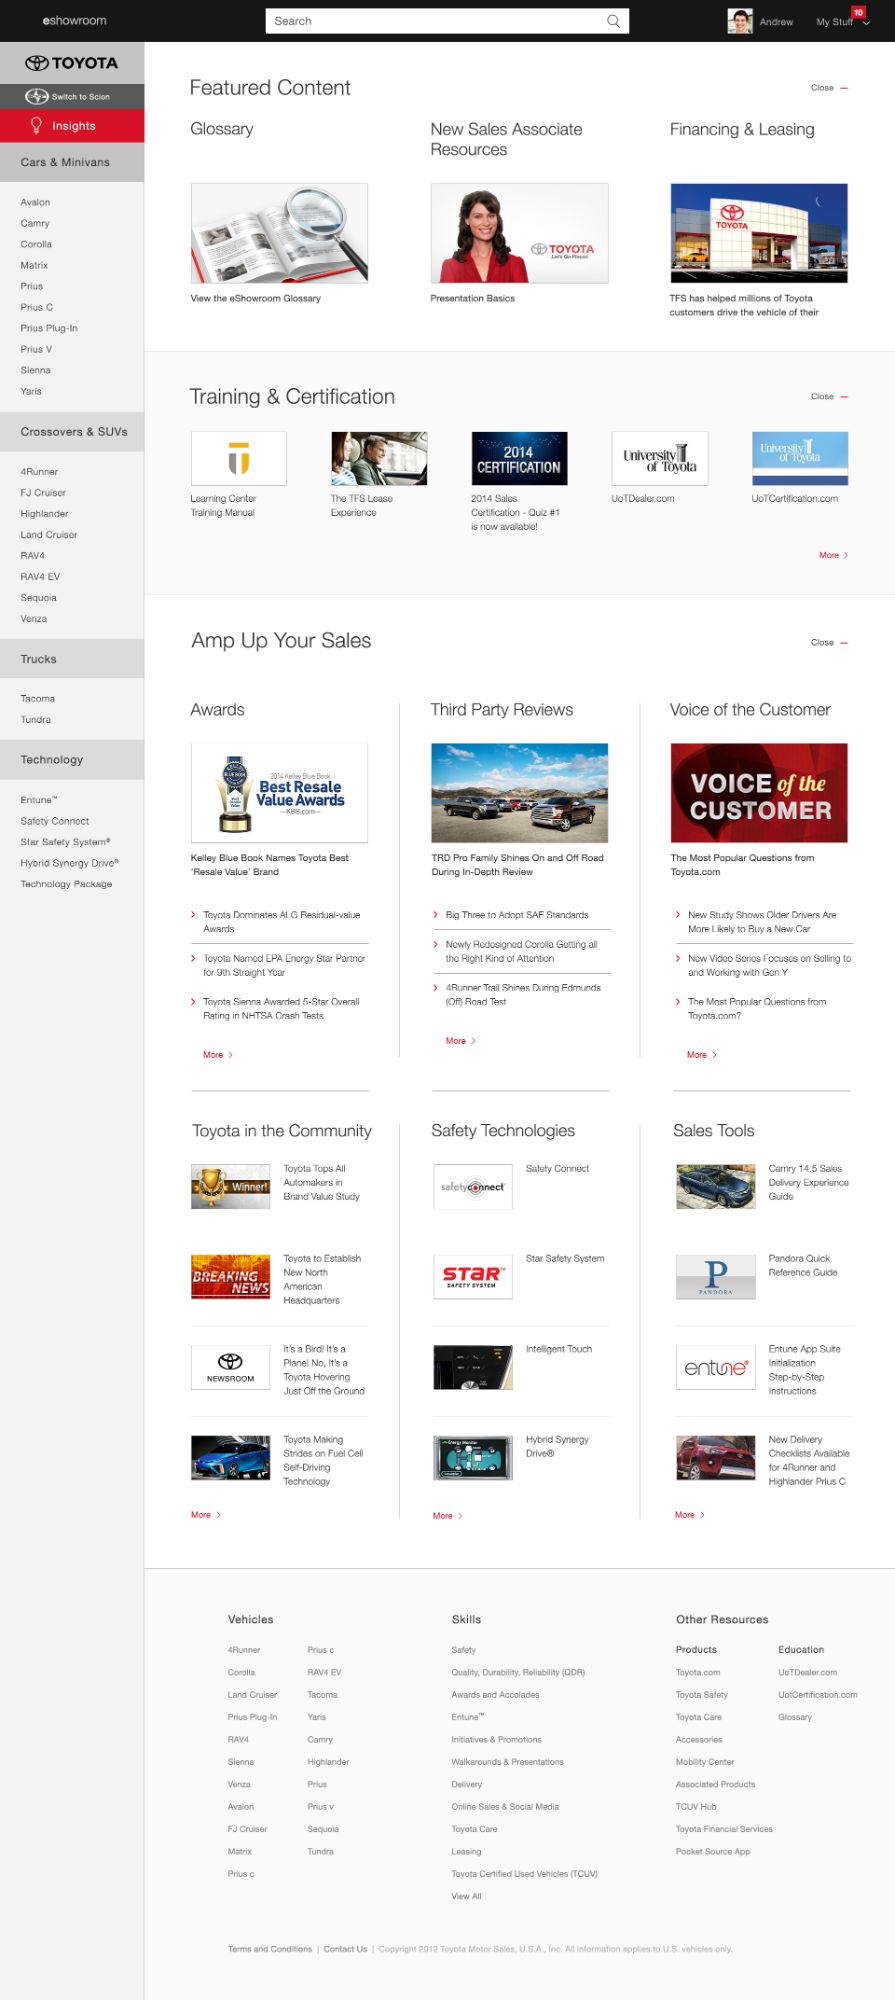 eshowroom
Search
Andrew
My Stuff
10
TOYOTA
Switch to Scion
Insights
Cars & Minivans
Avalon
Camry
Corolla
Matrix
Prius
Prius C
Prius Plug-In
Prius V
Sienna
Yaris
Crossovers & SUVs
4Runner
FJ Cruiser
Highlander
Land Cruiser
RAV4
RAV4 EV
Sequoia
Venza
Trucks
Tacoma
Tundra
Technology
Entune™
Safety Connect
Star Safety System®
Hybrid Synergy Drive®
Technology Package
Featured Content
Close
Glossary
View the eShowroom Glossary
New Sales Associate
Resources
TOYOTA
Let's Go Places
Presentation Basics
Financing & Leasing
TOYOTA
TFS has helped millions of Toyota
customers drive the vehicle of their
Training & Certification
Close
Learning Center
Training Manual
The TFS Lease
Experience
2014
CERTIFICATION
2014 Sales
Certification - Quiz #1
is now available!
University
of Toyota
UoTDealer.com
University
of Toyota
UoTCertification.com
More
Amp Up Your Sales
Close
Awards
KELLEY
BLUE BOOK
2014 Kelley Blue Book
Best Resale
Value Awards
KBB.com
Kelley Blue Book Names Toyota Best
'Resale Value' Brand
Toyota Dominates ALG Residual-value
Awards
Toyota Named EPA Energy Star Partner
for 9th Straight Year
Toyota Sienna Awarded 5-Star Overall
Rating in NHTSA Crash Tests
More
Third Party Reviews
TRD Pro Family Shines On and Off Road
During In-Depth Review
Big Three to Adopt SAE Standards
Newly Redesigned Corolla Getting all
the Right Kind of Attention
4Runner Trail Shines During Edmunds
(Off) Road Test
More
Voice of the Customer
VOICE of the
CUSTOMER
The Most Popular Questions from
Toyota.com
New Study Shows Older Drivers Are
More Likely to Buy a New Car
New Video Series Focuses on Selling to
and Working with Gen Y
The Most Popular Questions from
Toyota.com?
More
Toyota in the Community
Winner!
Toyota Tops All
Automakers in
Brand Value Study
BREAKING
NEWS
Toyota to Establish
New North
American
Headquarters
NEWSROOM
It's a Bird! It's a
Plane! No, It's a
Toyota Hovering
Just Off the Ground
Toyota Making
Strides on Fuel Cell
Self-Driving
Technology
More
Safety Technologies
safety connect
Safety Connect
STAR™
SAFETY SYSTEM
Star Safety System
Intelligent Touch
Energy Monitor
Hybrid Synergy
Drive®
More
Sales Tools
Camry 14.5 Sales
Delivery Experience
Guide
P
PANDORA
Pandora Quick
Reference Guide
entune®
Entune App Suite
Initialization
Step-by-Step
Instructions
New Delivery
Checklists Available
for 4Runner and
Highlander Prius C
More
Vehicles
4Runner
Corolla
Land Cruiser
Prius Plug-In
RAV4
Sienna
Venza
Avalon
FJ Cruiser
Matrix
Prius c
Prius c
RAV4 EV
Tacoma
Yaris
Camry
Highlander
Prius
Prius v
Sequoia
Tundra
Skills
Safety
Quality, Durability, Reliability (QDR)
Awards and Accolades
Entune™
Initiatives & Promotions
Walkarounds & Presentations
Delivery
Online Sales & Social Media
Toyota Care
Leasing
Toyota Certified Used Vehicles (TCUV)
View All
Other Resources
Products
Toyota.com
Toyota Safety
Toyota Care
Accessories
Mobility Center
Associated Products
TCUV Hub
Toyota Financial Services
Pocket Source App
Education
UoTDealer.com
UotCertification.com
Glossary
Terms and Conditions | Contact Us | Copyright 2012 Toyota Motor Sales, U.S.A., Inc. All information applies to U.S. vehicles only.